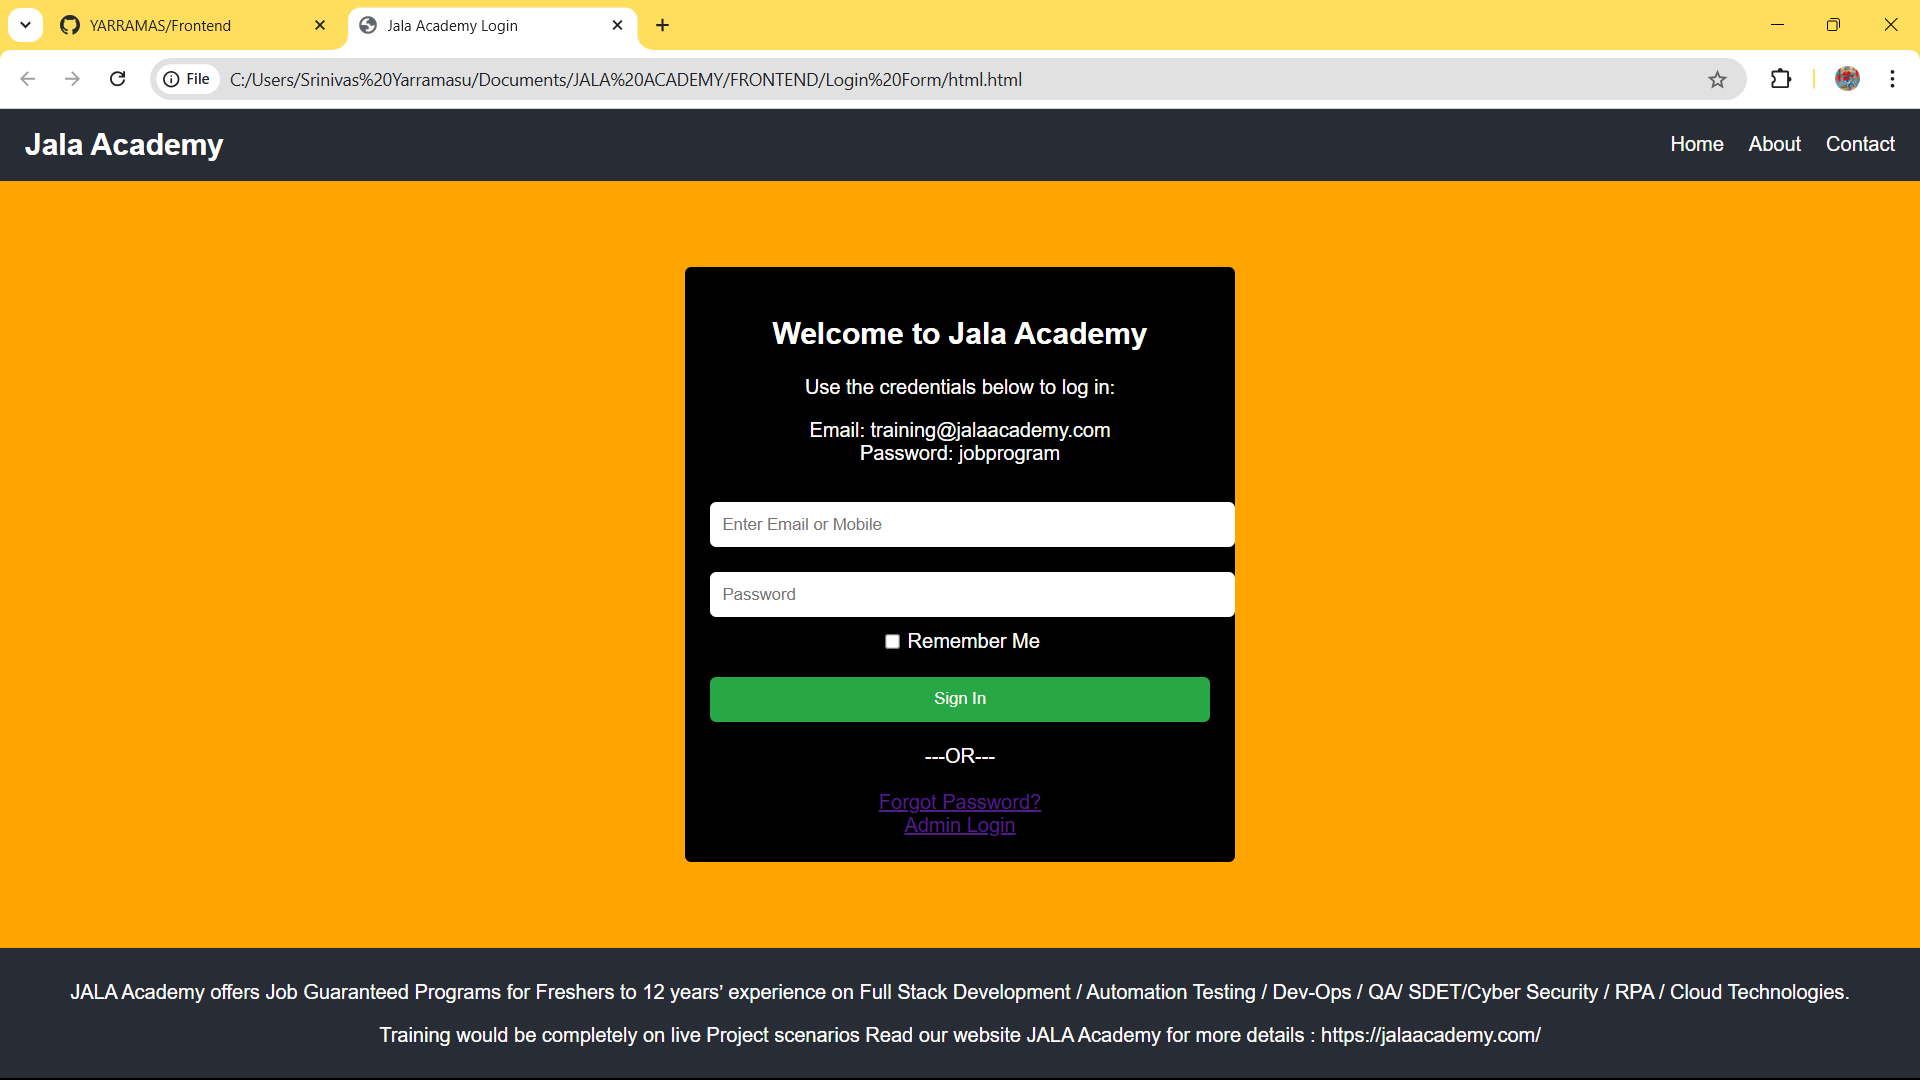 YARRAMAS/Frontend
Jala Academy Login
File
C:/Users/Srinivas%20Yarramasu/Documents/JALA%20ACADEMY/FRONTEND/Login%20Form/html.html
Jala Academy
Home About Contact
Welcome to Jala Academy
Use the credentials below to log in:
Email: training@jalaacademy.com
Password: jobprogram
Enter Email or Mobile
Password
Remember Me
Sign In
---OR---
Forgot Password?
Admin Login
JALA Academy offers Job Guaranteed Programs for Freshers to 12 years’ experience on Full Stack Development / Automation Testing / Dev-Ops / QA/ SDET/Cyber Security / RPA / Cloud Technologies.
Training would be completely on live Project scenarios Read our website JALA Academy for more details : https://jalaacademy.com/